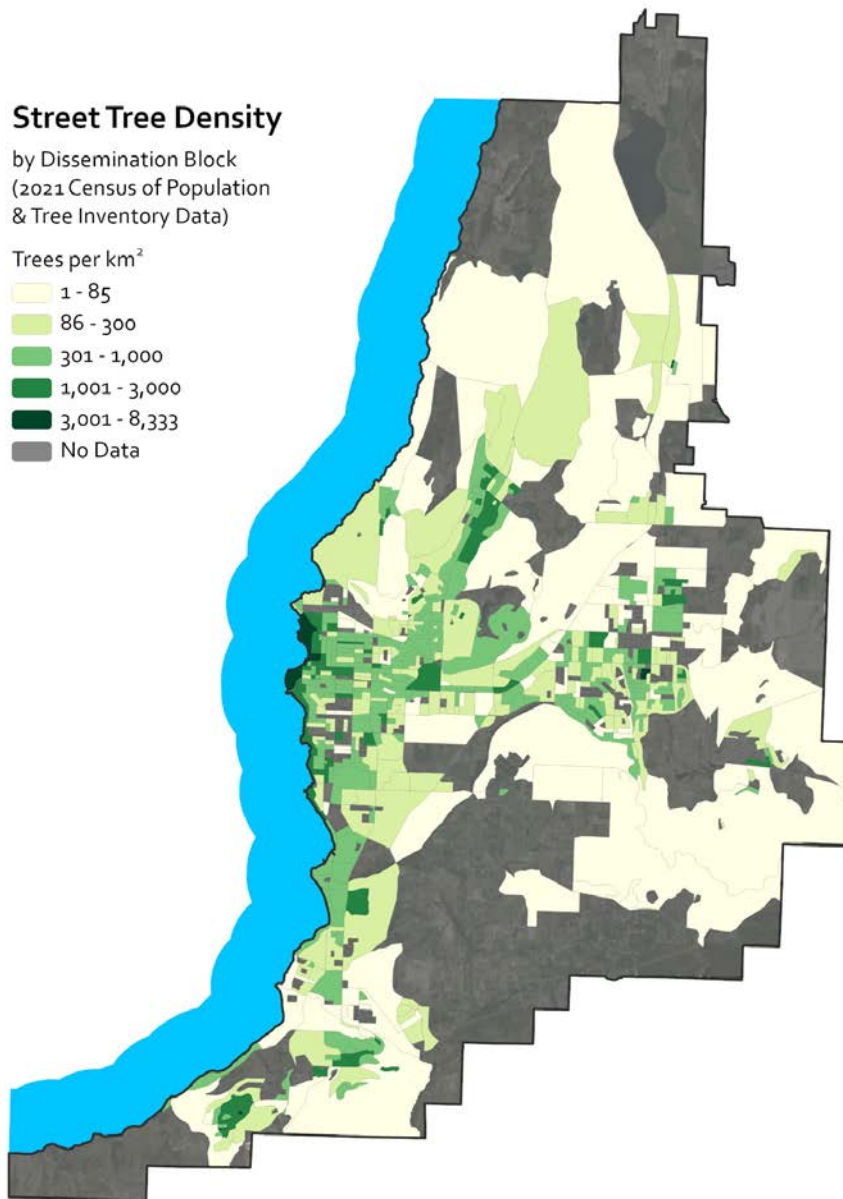 Street Tree Density
by Dissemination Block
(2021 Census of Population
& Tree Inventory Data)
Trees per km²
1 - 85
86 - 300
301 - 1,000
1,001 - 3,000
3,001 - 8,333
No Data